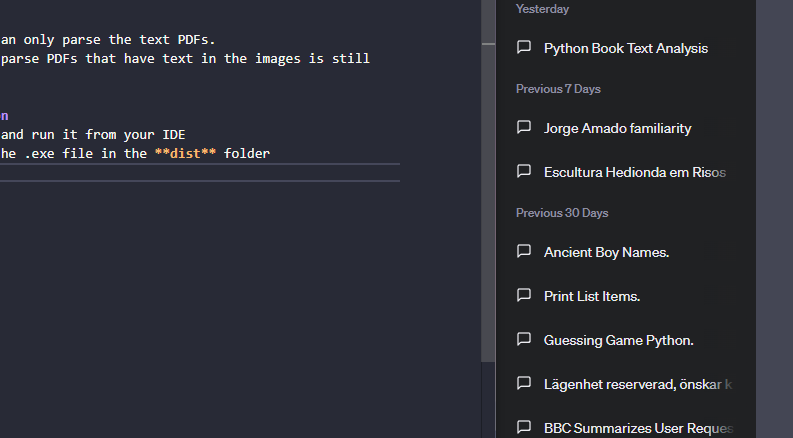 an only parse the text PDFs.
parse PDFs that have text in the images is still
on
and run it from your IDE
he .exe file in the **dist** folder
Yesterday
Python Book Text Analysis
Previous 7 Days
Jorge Amado familiarity
Escultura Hedionda em Risos
Previous 30 Days
Ancient Boy Names.
Print List Items.
Guessing Game Python.
Lägenhet reserverad, önskar k
BBC Summarizes User Reques